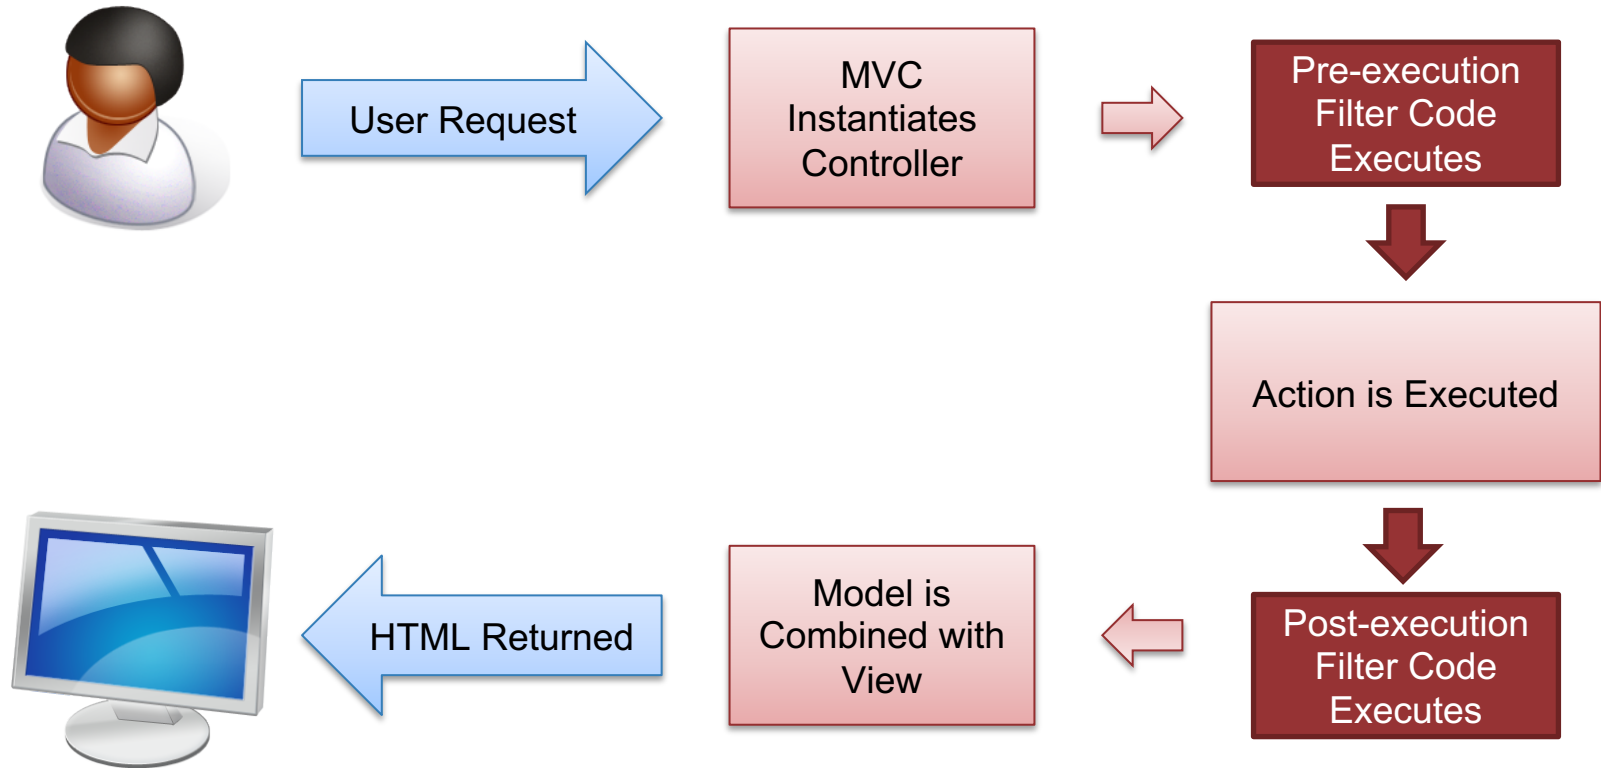 User Request
MVC
Instantiates
Controller
Pre-execution
Filter Code
Executes
Action is Executed
Post-execution
Filter Code
Executes
Model is
Combined with
View
HTML Returned